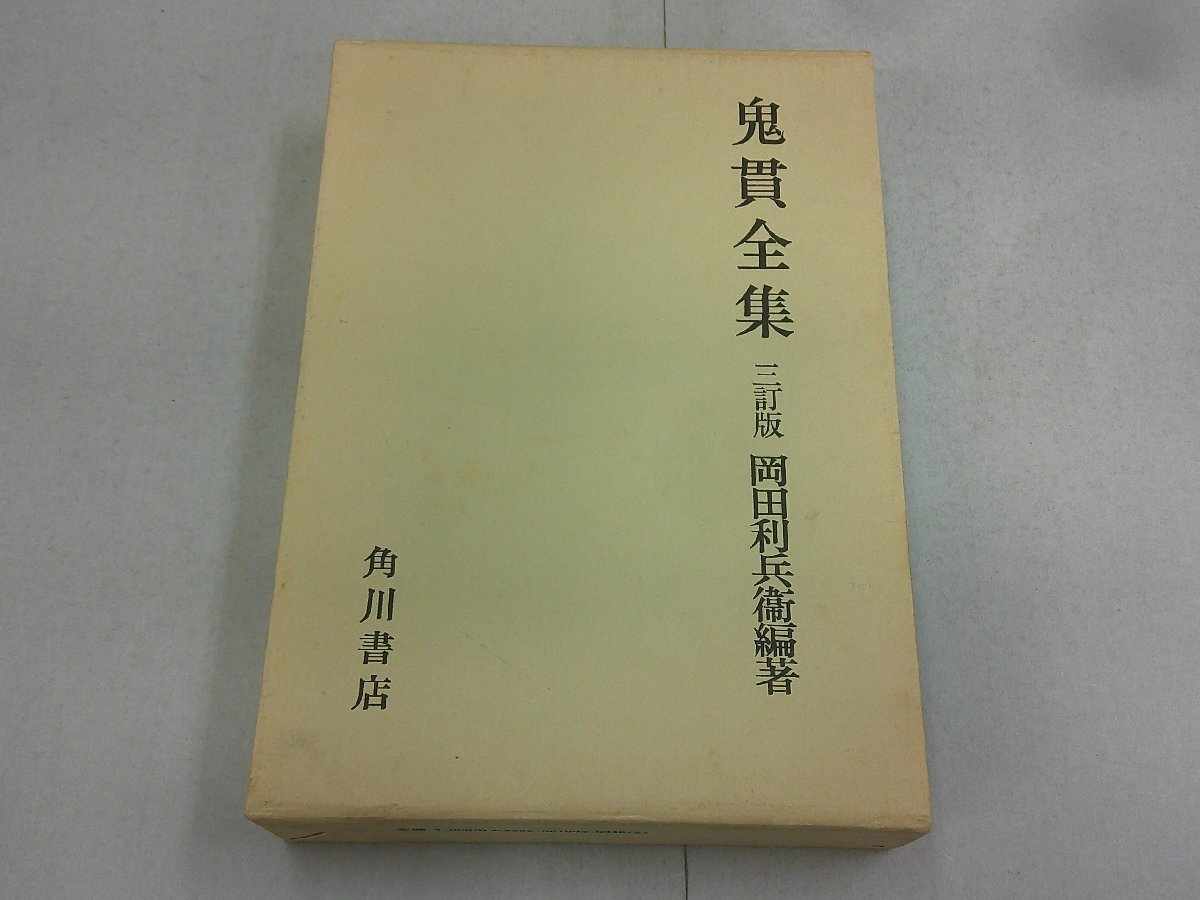 鬼貫全集 三訂版 岡田利兵衞編著
角川書店